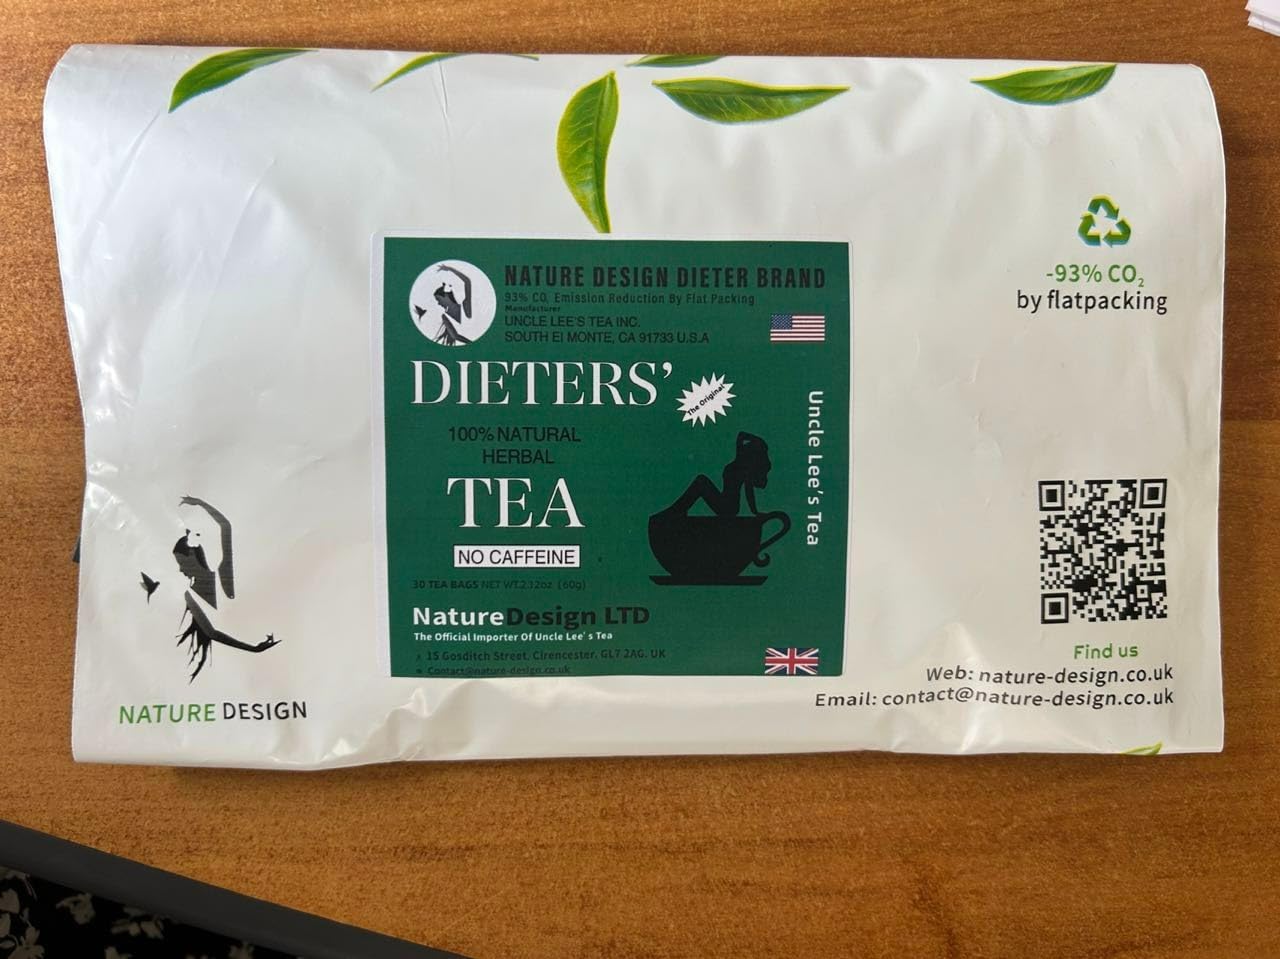 NATURE DESIGN DIETER BRAND
93% CO, Emission Reduction By Flat Packing
Manufacturer
UNCLE LEE'S TEA INC.
SOUTH El MONTE, CA 91733 U.S.A
DIETERS’
The Original
100% NATURAL
HERBAL
TEA
NO CAFFEINE
30 TEA BAGS NET WT.2.12oz (60g)
Uncle Lee's Tea
NatureDesign LTD
The Official Importer Of Uncle Lee's Tea
15 Gosditch Street, Cirencester, GL7 2AG, UK
Contact@nature-design.co.uk
NATURE DESIGN
-93% CO2
by flatpacking
Find us
Web: nature-design.co.uk
Email: contact@nature-design.co.uk